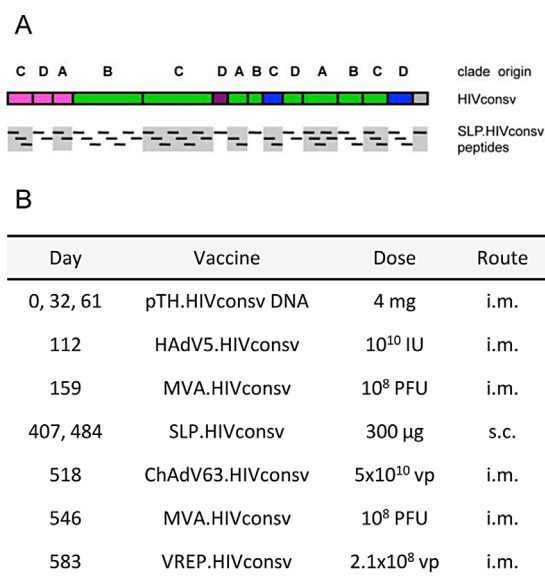 A
C D A B C D A B C D A B C D clade origin
HIVconsv
SLP.HIVconsv
peptides
B
Day Vaccine Dose Route
0, 32, 61 pTH.HIVconsv DNA 4 mg i.m.
112 HAdV5.HIVconsv 10¹⁰ IU i.m.
159 MVA.HIVconsv 10⁸ PFU i.m.
407, 484 SLP.HIVconsv 300 µg s.c.
518 ChAdV63.HIVconsv 5x10¹⁰ vp i.m.
546 MVA.HIVconsv 10⁸ PFU i.m.
583 VREP.HIVconsv 2.1x10⁸ vp i.m.